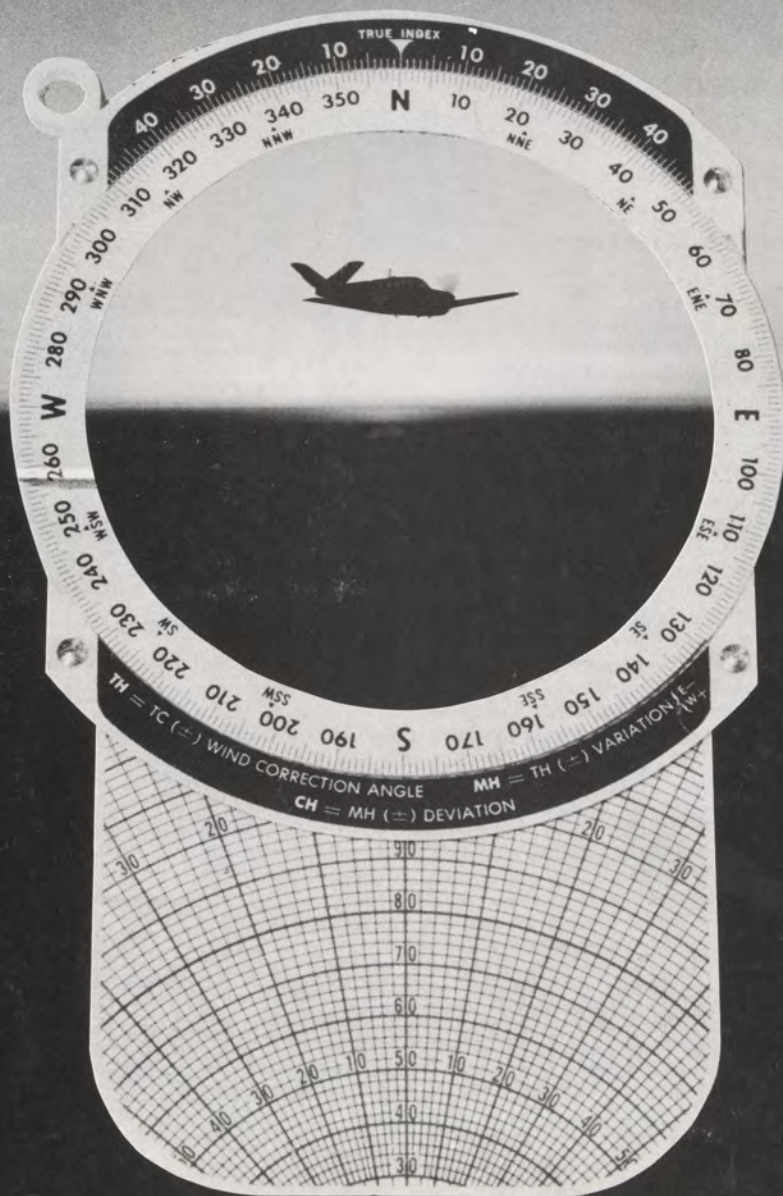 TRUE INDEX
40 30 20 10 10 20 30 40
N 10 20 30 40 50 60 70 80 E 100 110 120 130 140 150 160 170 S 190 200 210 220 230 240 250 260 W 280 290 300 310 320 330 340 350
NNE NE ENE ESE SE SSE SSW SW WSW WNW NW NNW
TH = TC (±) WIND CORRECTION ANGLE
MH = TH (±) VARIATION { E− W+
CH = MH (±) DEVIATION
30 20 20 30
90
80
70
60
50
40 30 20 10 10 20 30 40
40
50 50
30